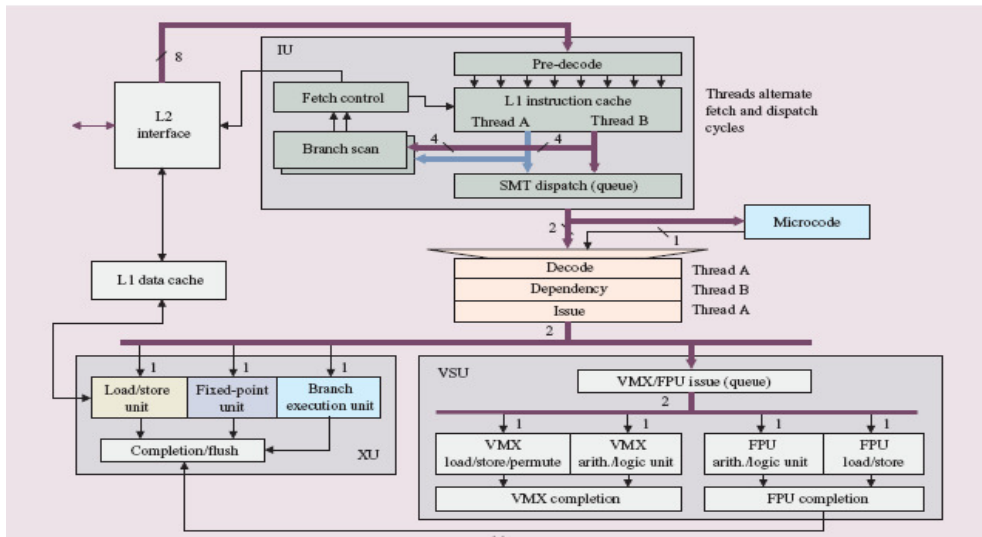 IU
8
Pre-decode
Fetch control
L1 instruction cache
Thread A
Thread B
Threads alternate
fetch and dispatch
cycles
L2
interface
Branch scan
4
4
SMT dispatch (queue)
2
1
Microcode
L1 data cache
Decode
Thread A
Dependency
Thread B
Issue
Thread A
2
1
1
1
Load/store
unit
Fixed-point
unit
Branch
execution unit
Completion/flush
XU
VSU
VMX/FPU issue (queue)
2
1
1
1
1
VMX
load/store/permute
VMX
arith./logic unit
FPU
arith./logic unit
FPU
load/store
VMX completion
FPU completion